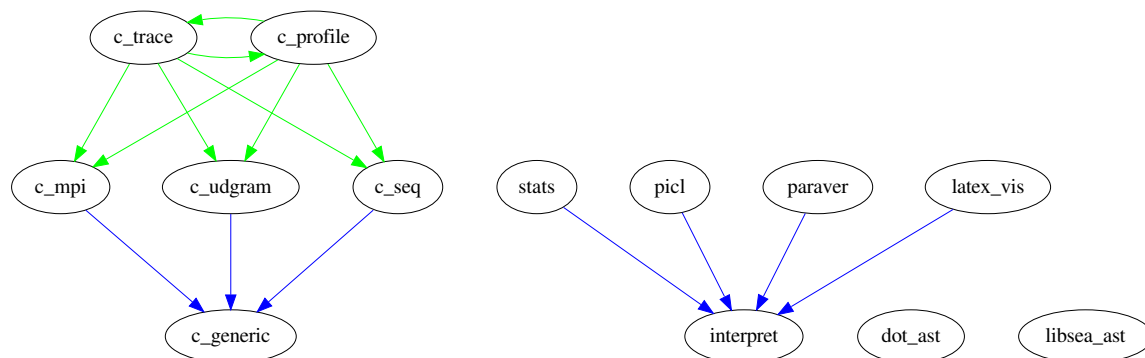 c_trace
c_profile
c_mpi
c_udgram
c_seq
stats
picl
paraver
latex_vis
c_generic
interpret
dot_ast
libsea_ast